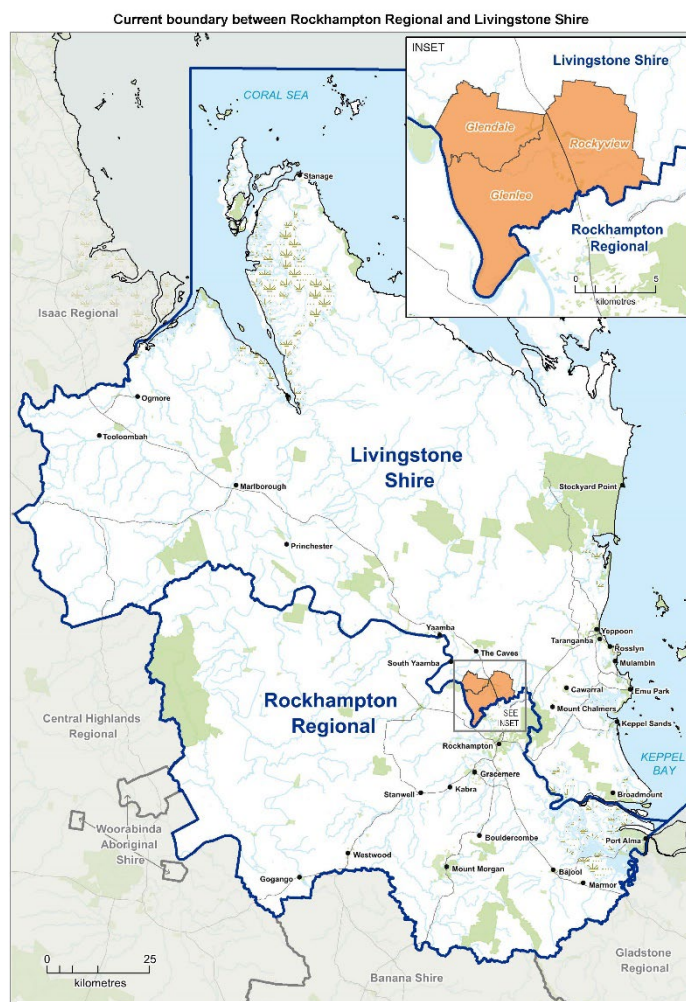 Current boundary between Rockhampton Regional and Livingstone Shire
INSET
Livingstone Shire
Glendale
Rockyview
Glenlee
Rockhampton
Regional
0 5
kilometres
CORAL SEA
Stanage
Isaac Regional
Ogmore
Tooloombah
Livingstone
Shire
Marlborough
Stockyard Point
Princhester
Yaamba
Yeppoon
Taranganba
Rosslyn
The Caves
South Yaamba
Mulambin
Rockhampton
Regional
Cawarral
Emu Park
Mount Chalmers
SEE
INSET
Keppel Sands
Central Highlands
Regional
Rockhampton
KEPPEL
BAY
Gracemere
Kabra
Stanwell
Broadmount
Woorabinda
Aboriginal
Shire
Bouldercombe
Port Alma
Westwood
Mount Morgan
Bajool
Gogango
Marmor
0 25
kilometres
Banana Shire
Gladstone
Regional